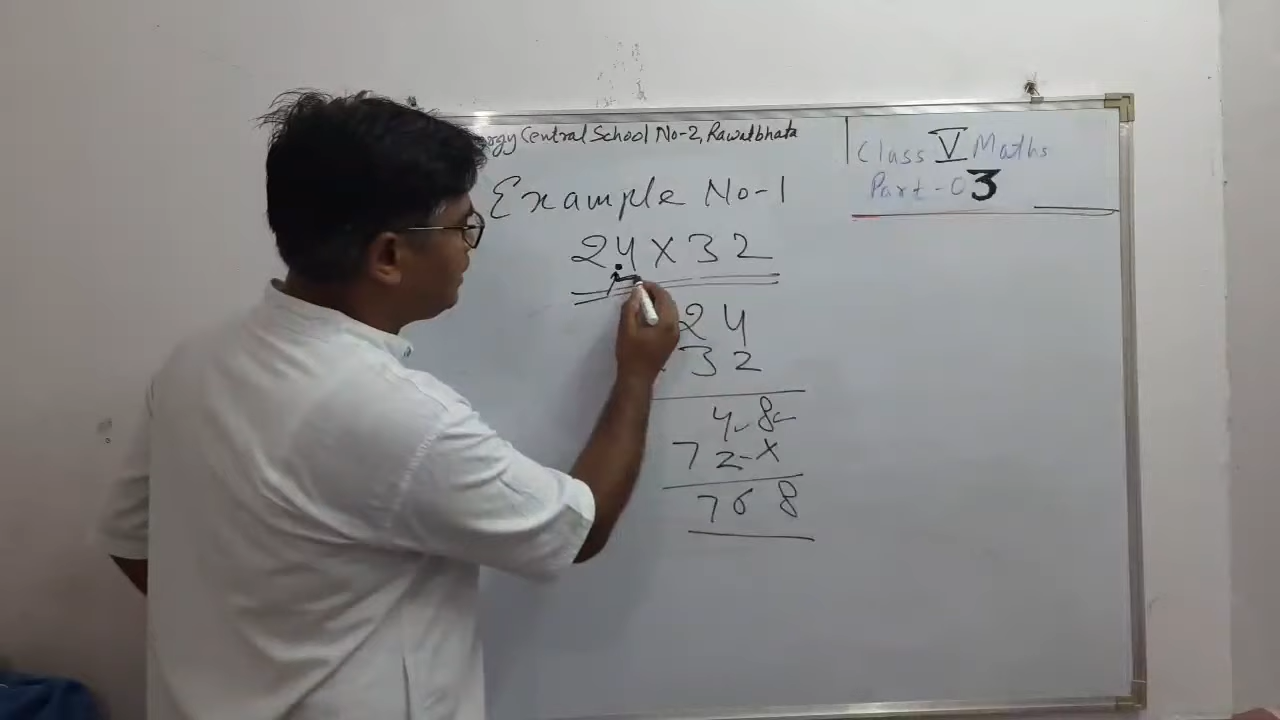 Central School No-2, Rawatbhata
Class V Maths
Part-03
Example No-1
24 X 32
24
32
48
72X
768